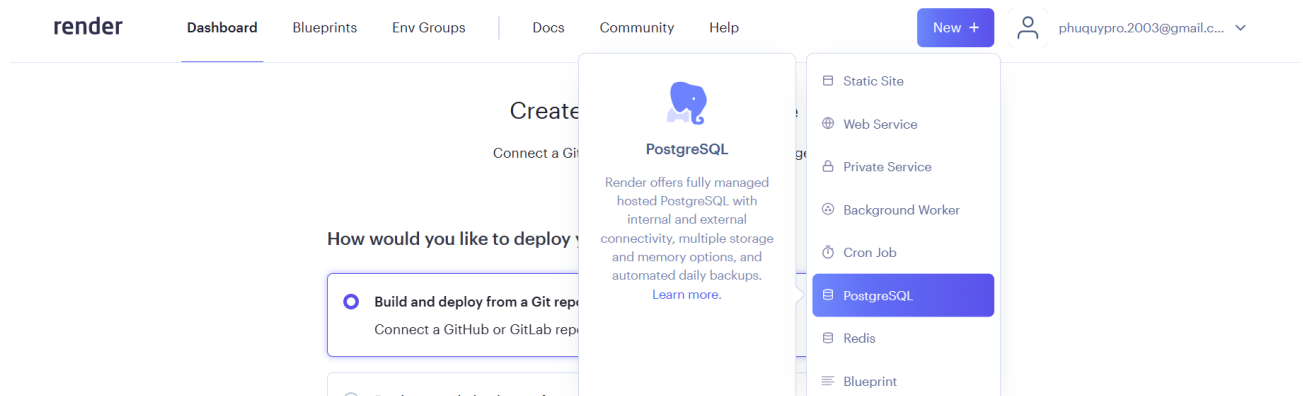 render
Dashboard
Blueprints
Env Groups
Docs
Community
Help
New +
phuquypro.2003@gmail.c...
Create
Connect a Git
How would you like to deploy y
Build and deploy from a Git repo
Connect a GitHub or GitLab repo
PostgreSQL
Render offers fully managed
hosted PostgreSQL with
internal and external
connectivity, multiple storage
and memory options, and
automated daily backups.
Learn more.
Static Site
Web Service
Private Service
Background Worker
Cron Job
PostgreSQL
Redis
Blueprint